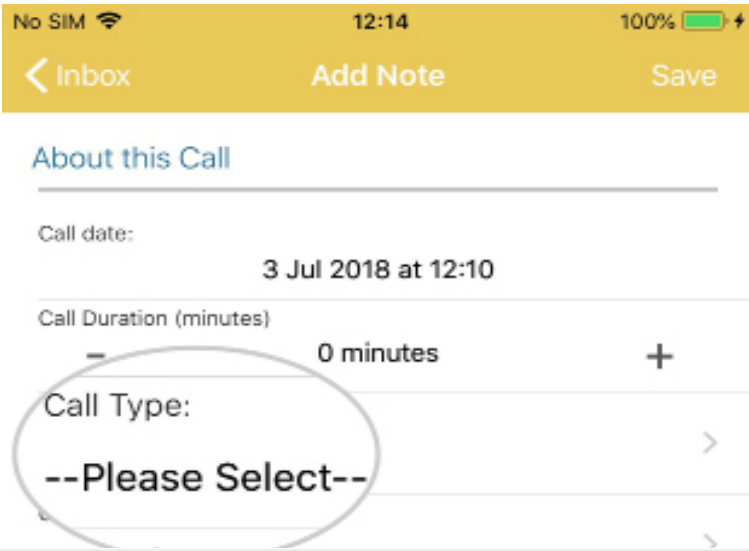 No SIM 12:14 100%
Inbox Add Note Save
About this Call
Call date:
3 Jul 2018 at 12:10
Call Duration (minutes)
- 0 minutes +
Call Type:
--Please Select--